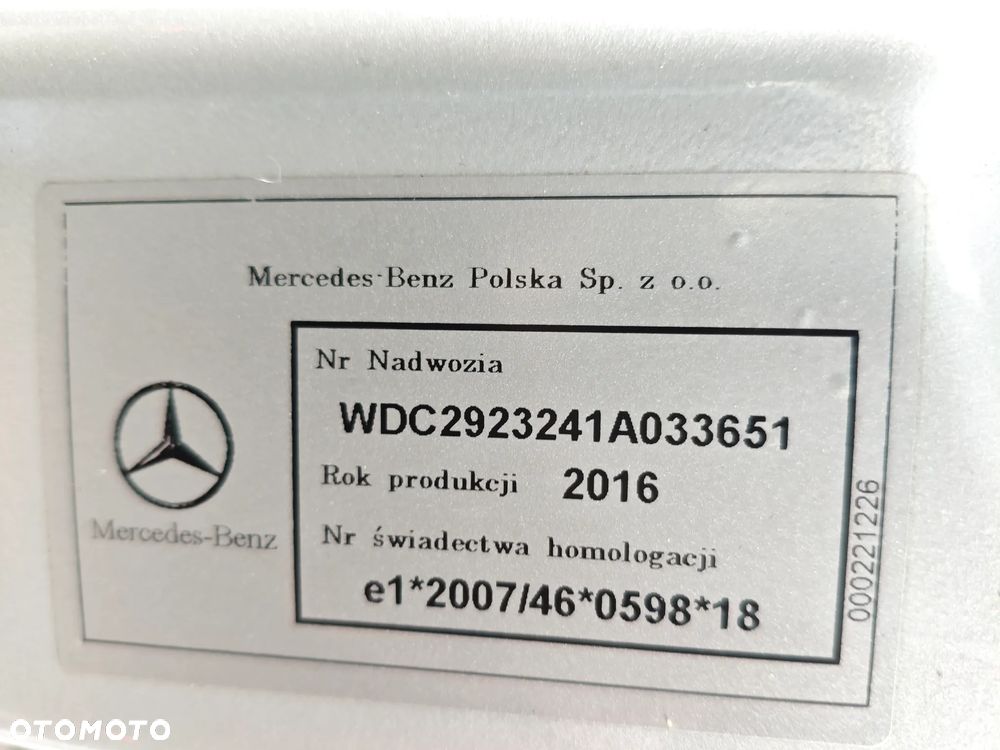 Mercedes-Benz Polska Sp. z o.o.
Nr Nadwozia
WDC2923241A033651
Rok produkcji 2016
Nr świadectwa homologacji
e1*2007/46*0598*18
Mercedes-Benz
000221226
OTOMOTO